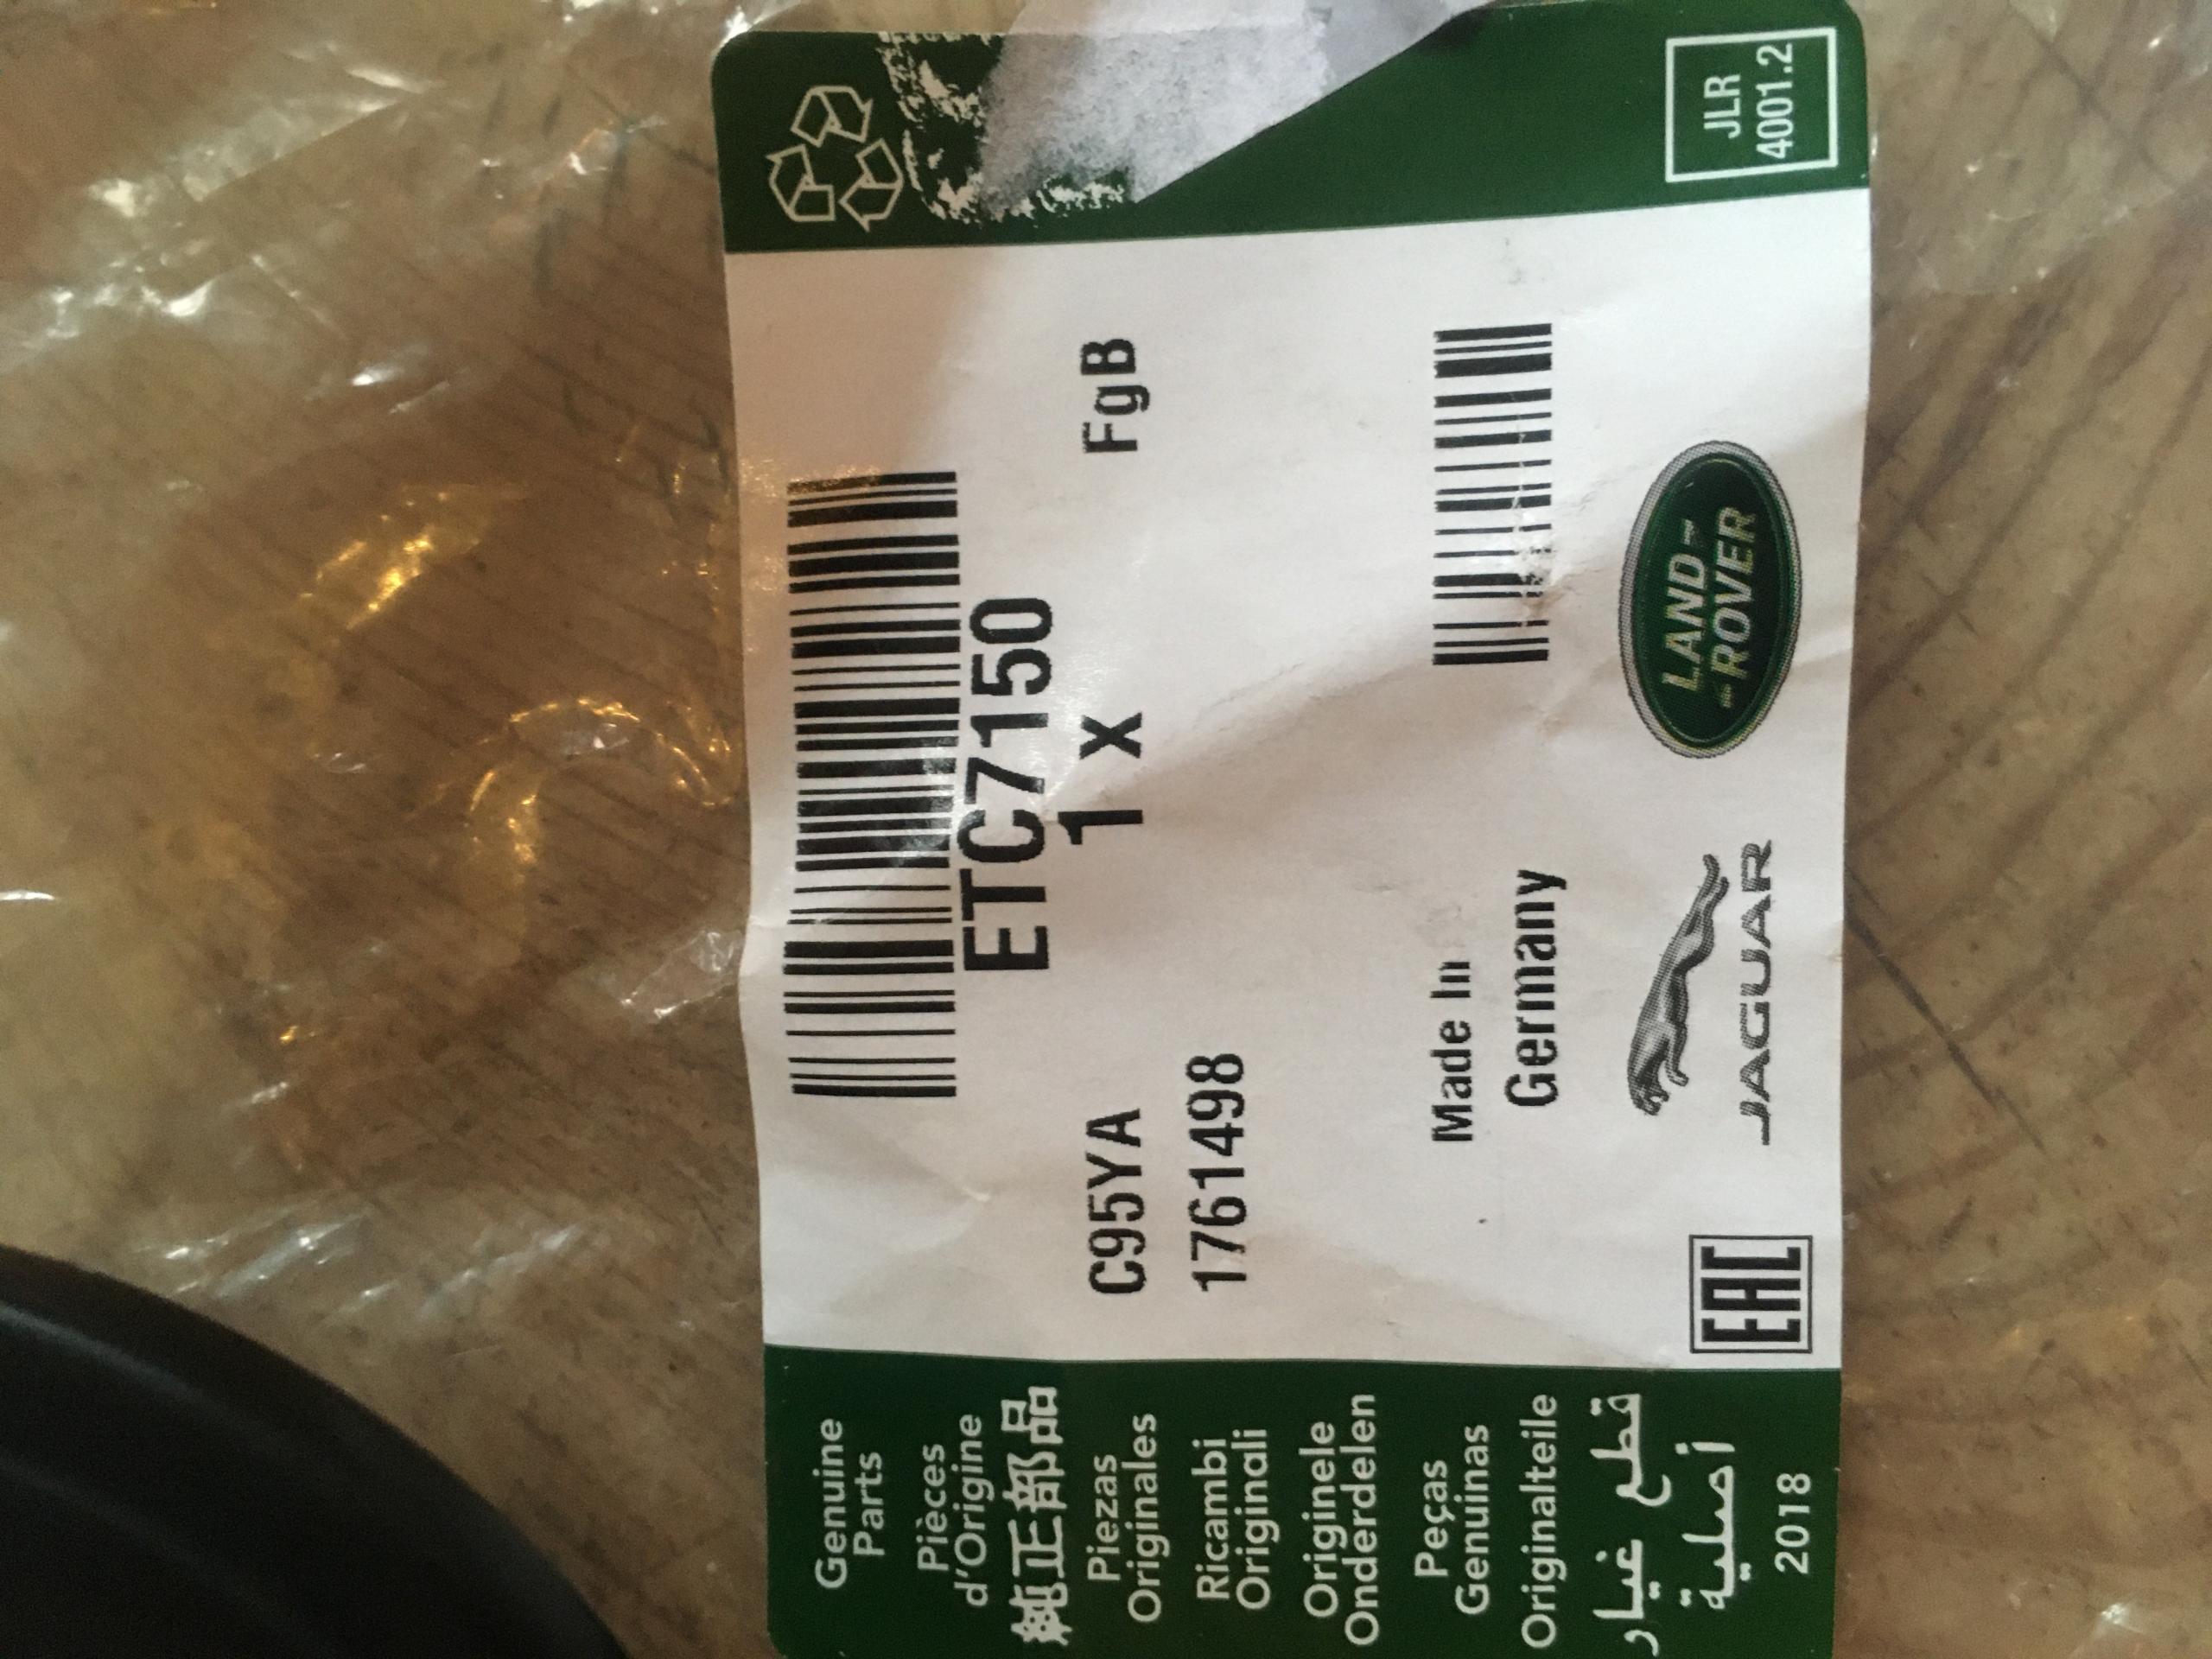 Genuine
Parts
Pièces
d'Origine
純正部品
Piezas
Originales
Ricambi
Originali
Originele
Onderdelen
Peças
Genuinas
Originalteile
قطع غيار
أصلية
2018
ETC7150
C95YA
1 x
FgB
1761498
Made In
Germany
EAC
JAGUAR
LAND
ROVER
JLR
4001.2